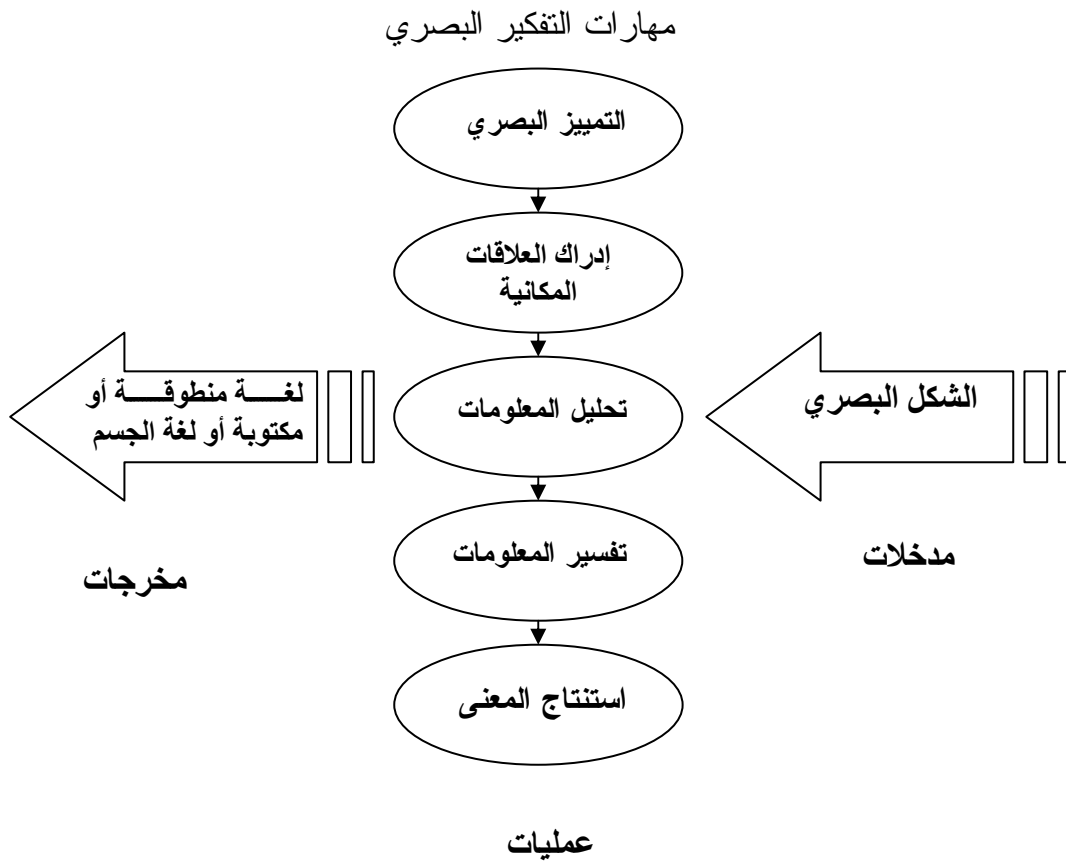 مهارات التفكير البصري
التمييز البصري
إدراك العلاقات
المكانية
الشكل البصري
تحليل المعلومات
لغة منطوقة أو
مكتوبة أو لغة الجسم
تفسير المعلومات
مدخلات
مخرجات
استنتاج المعنى
عمليات